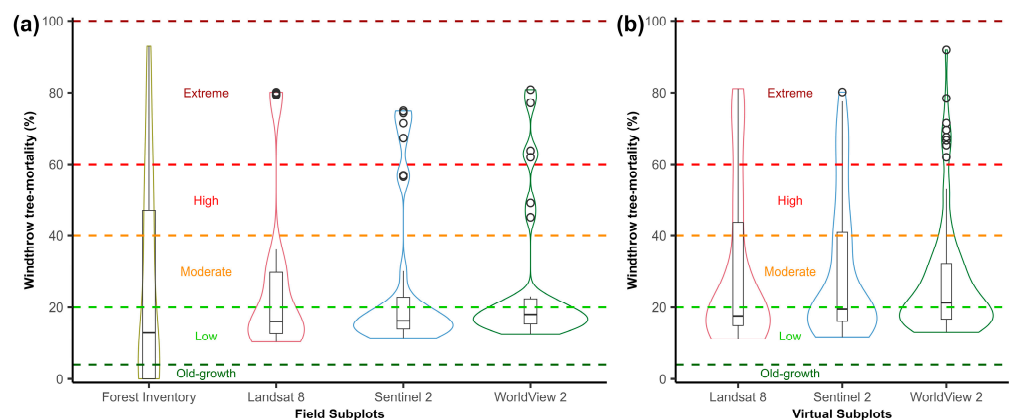 (a)
Windthrow tree-mortality (%)
100
80
60
40
20
0
Extreme
High
Moderate
Low
Old-growth
Forest Inventory
Landsat 8
Sentinel 2
WorldView 2
Field Subplots
(b)
Windthrow tree-mortality (%)
100
80
60
40
20
0
Extreme
High
Moderate
Low
Old-growth
Landsat 8
Sentinel 2
WorldView 2
Virtual Subplots